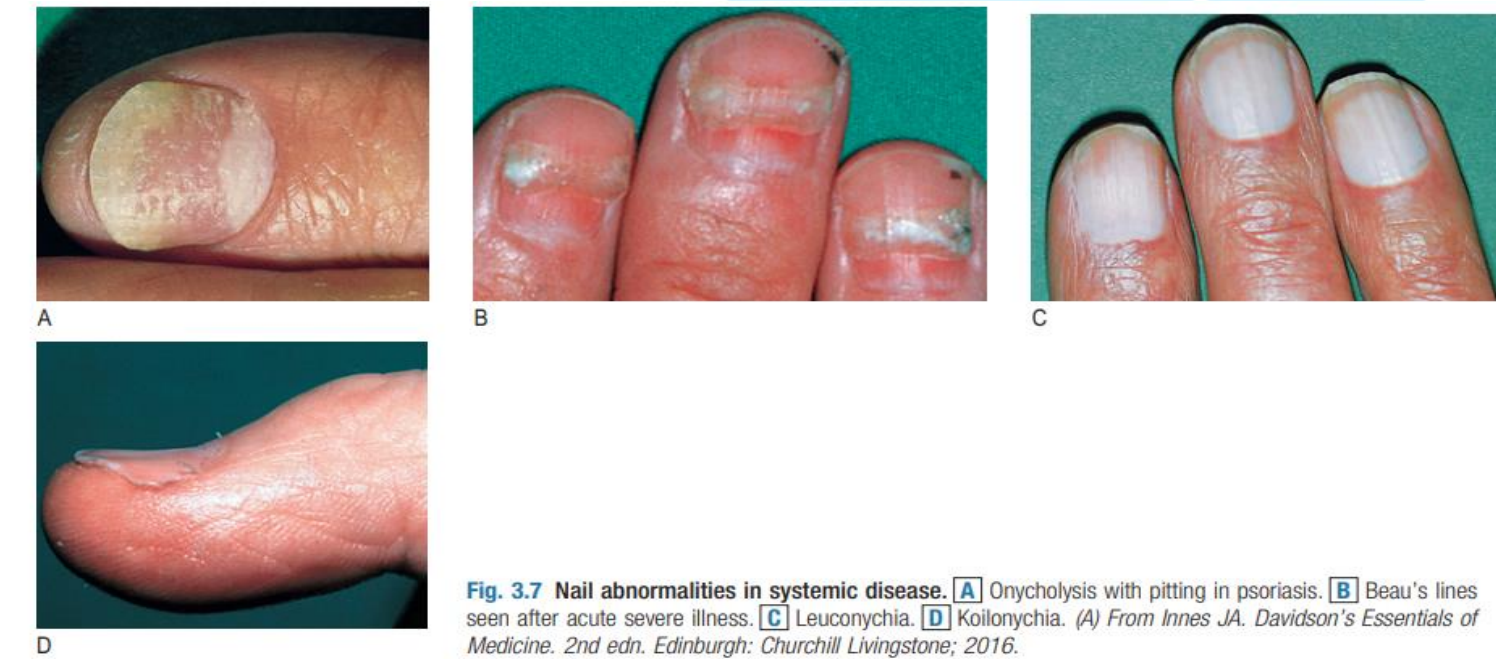 A
B
C
D
Fig. 3.7 Nail abnormalities in systemic disease. A Onycholysis with pitting in psoriasis. B Beau's lines
seen after acute severe illness. C Leuconychia. D Koilonychia. (A) From Innes JA. Davidson's Essentials of
Medicine. 2nd edn. Edinburgh: Churchill Livingstone; 2016.